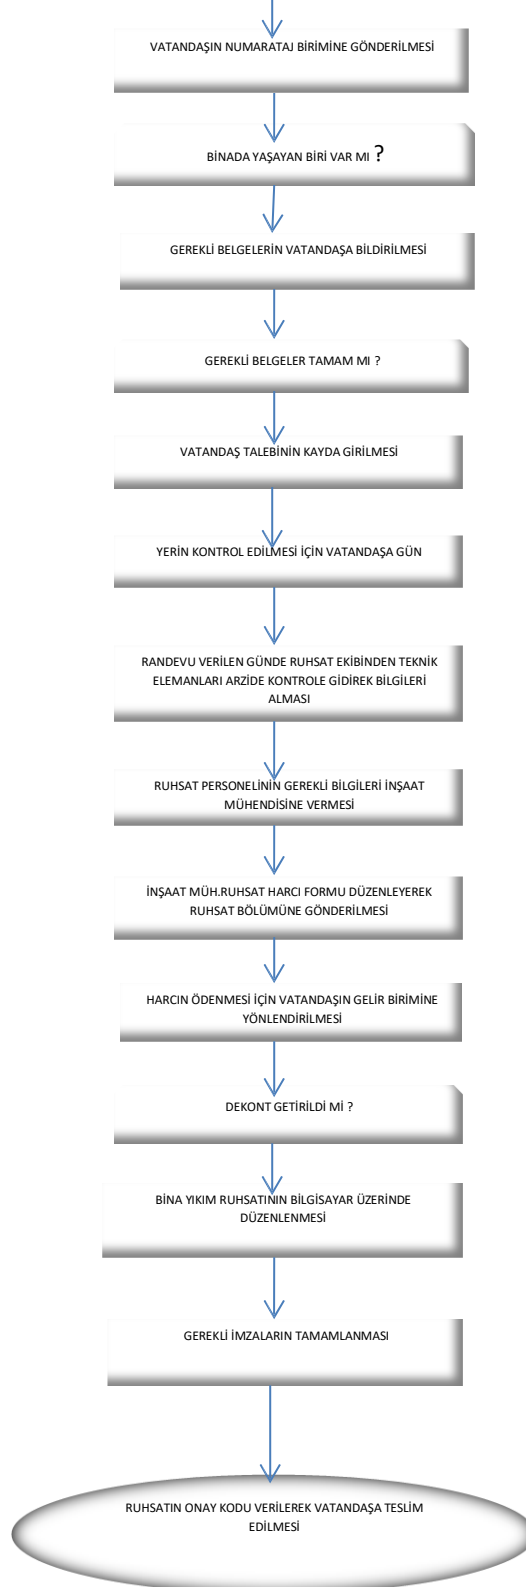 VATANDAŞIN NUMARATAJ BİRİMİNE GÖNDERİLMESİ
BİNADA YAŞAYAN BİRİ VAR MI ?
GEREKLİ BELGELERİN VATANDAŞA BİLDİRİLMESİ
GEREKLİ BELGELER TAMAM MI ?
VATANDAŞ TALEBİNİN KAYDA GİRİLMESİ
YERİN KONTROL EDİLMESİ İÇİN VATANDAŞA GÜN
RANDEVU VERİLEN GÜNDE RUHSAT EKİBİNDEN TEKNİK
ELEMANLARI ARZİDE KONTROLE GİDİREK BİLGİLERİ
ALMASI
RUHSAT PERSONELİNİN GEREKLİ BİLGİLERİ İNŞAAT
MÜHENDİSİNE VERMESİ
İNŞAAT MÜH.RUHSAT HARCI FORMU DÜZENLEYEREK
RUHSAT BÖLÜMÜNE GÖNDERİLMESİ
HARCIN ÖDENMESİ İÇİN VATANDAŞIN GELİR BİRİMİNE
YÖNLENDİRİLMESİ
DEKONT GETİRİLDİ Mİ ?
BİNA YIKIM RUHSATININ BİLGİSAYAR ÜZERİNDE
DÜZENLENMESİ
GEREKLİ İMZALARIN TAMAMLANMASI
RUHSATIN ONAY KODU VERİLEREK VATANDAŞA TESLİM
EDİLMESİ